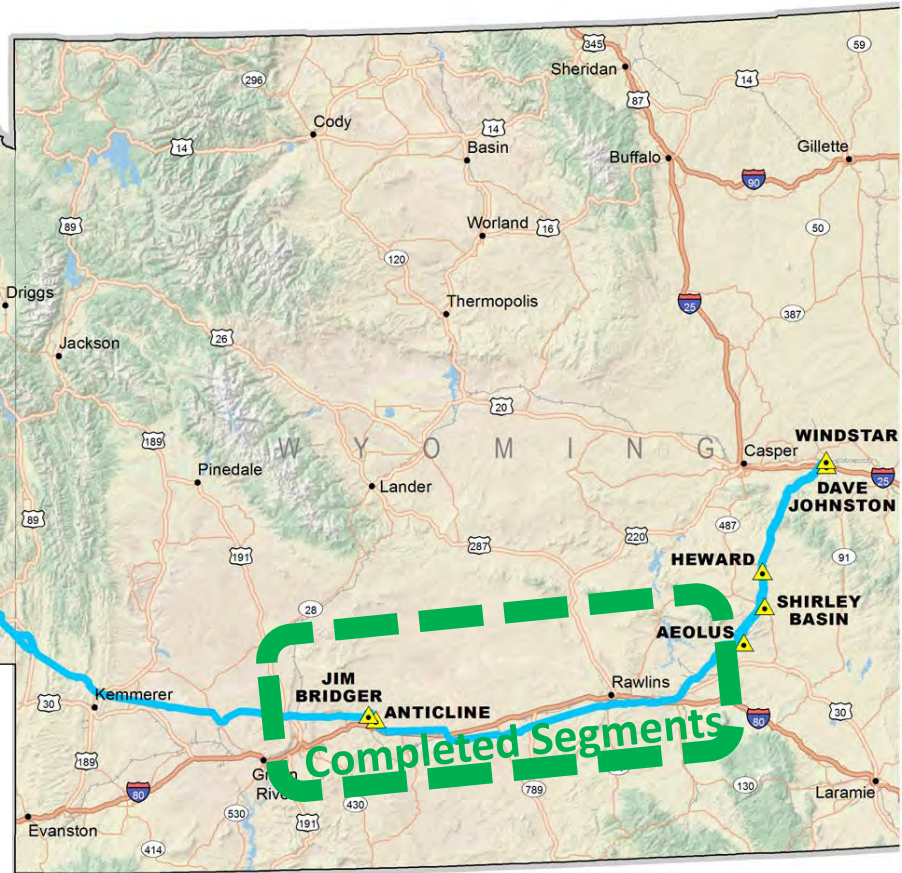 345
59
Sheridan
296
14
87
Cody
14
Basin
14
Buffalo
Gillette
90
89
Worland
16
50
120
Driggs
Thermopolis
25
387
Jackson
26
20
189
WYOMING
Casper
WINDSTAR
Pinedale
Lander
25
DAVE
JOHNSTON
89
487
191
287
220
91
HEWARD
28
SHIRLEY
BASIN
AEOLUS
JIM
BRIDGER
Rawlins
30
Kemmerer
ANTICLINE
80
30
Completed Segments
189
Green
River
80
430
789
130
Laramie
530
191
Evanston
414